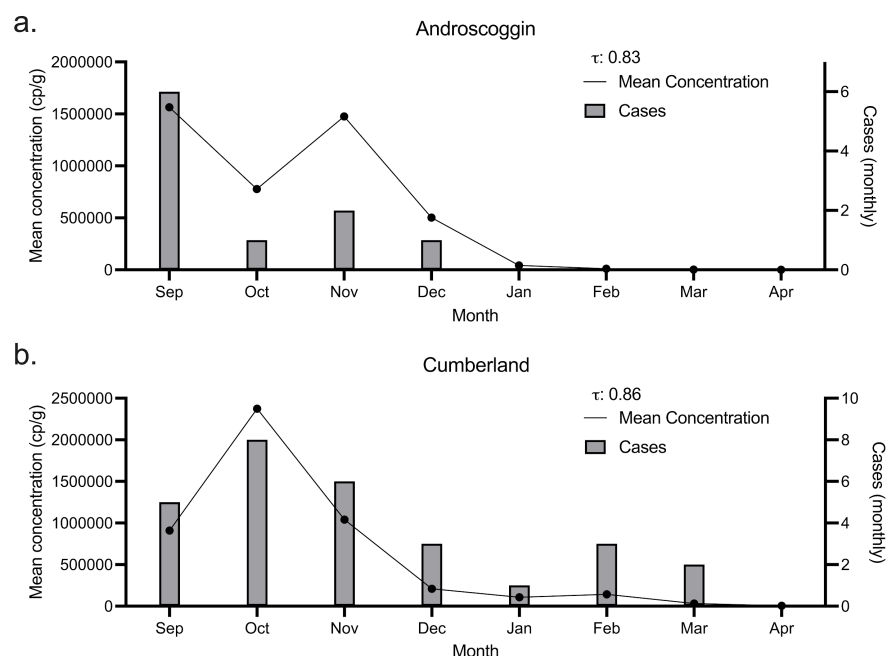 a.
Androscoggin
τ: 0.83
Mean Concentration
Cases
Mean concentration (cp/g)
2000000
1500000
1000000
500000
0
Cases (monthly)
6
4
2
0
Sep Oct Nov Dec Jan Feb Mar Apr
Month
b.
Cumberland
τ: 0.86
Mean Concentration
Cases
Mean concentration (cp/g)
2500000
2000000
1500000
1000000
500000
0
Cases (monthly)
10
8
6
4
2
0
Sep Oct Nov Dec Jan Feb Mar Apr
Month